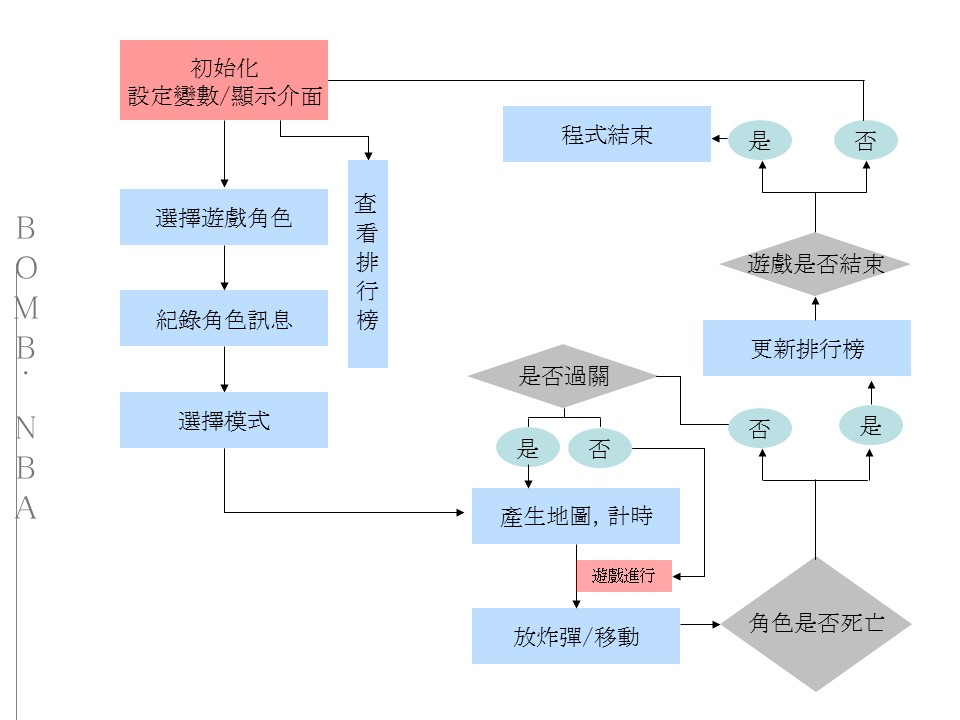 初始化
設定變數/顯示介面
選擇遊戲角色
紀錄角色訊息
選擇模式
查看排行榜
程式結束
是
否
遊戲是否結束
更新排行榜
是否過關
是
否
否
是
產生地圖, 計時
遊戲進行
放炸彈/移動
角色是否死亡
BOMB. NBA